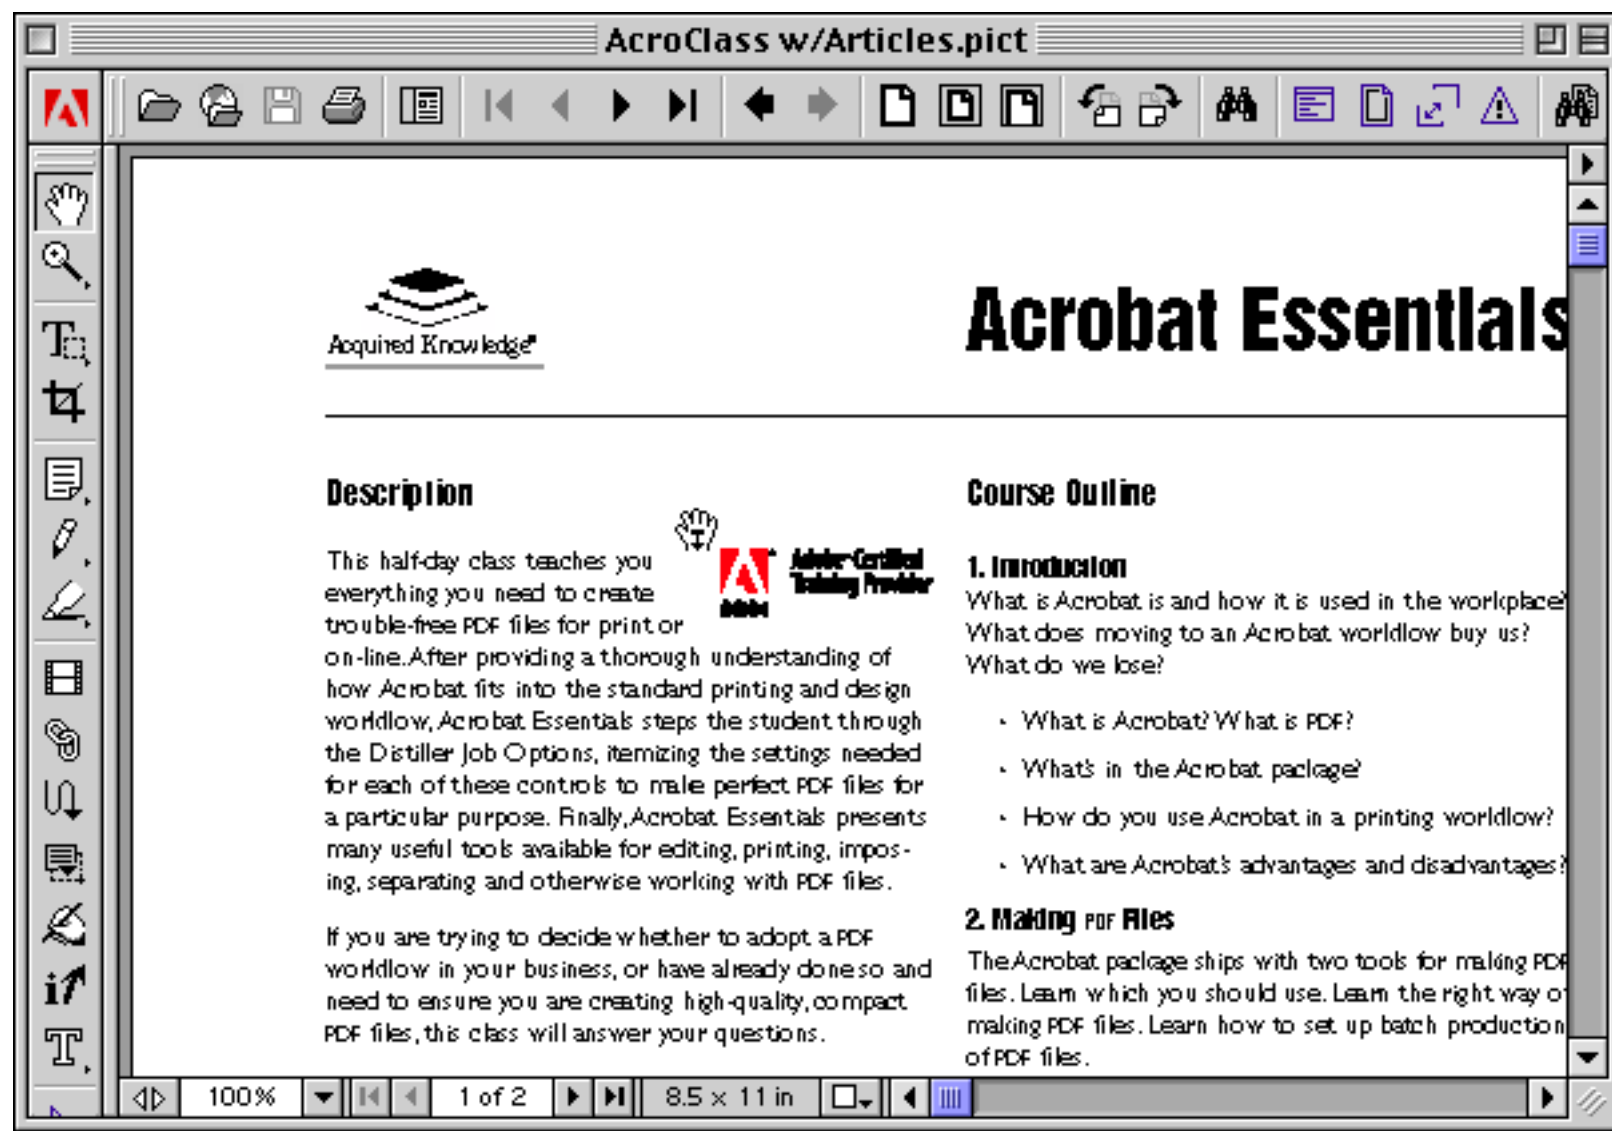 AcroClass w/Articles.pict
Acquired Knowledge
Acrobat Essentials
Description
This half-day class teaches you
everything you need to create
trouble-free PDF files for print or
on-line. After providing a thorough understanding of
how Acrobat fits into the standard printing and design
workflow, Acrobat Essentials steps the student through
the Distiller Job Options, itemizing the settings needed
for each of these controls to make perfect PDF files for
a particular purpose. Finally, Acrobat Essentials presents
many useful tools available for editing, printing, impos-
ing, separating and otherwise working with PDF files.
If you are trying to decide whether to adopt a PDF
workflow in your business, or have already done so and
need to ensure you are creating high-quality, compact
PDF files, this class will answer your questions.
Adobe
Adobe Certified
Training Provider
Course Outline
1. Introduction
What is Acrobat is and how it is used in the workplace?
What does moving to an Acrobat workflow buy us?
What do we lose?
• What is Acrobat? What is PDF?
• What's in the Acrobat package?
• How do you use Acrobat in a printing workflow?
• What are Acrobat's advantages and disadvantages?
2. Making PDF Files
The Acrobat package ships with two tools for making PDF
files. Learn which you should use. Learn the right way of
making PDF files. Learn how to set up batch production
of PDF files.
100%
1 of 2
8.5 x 11 in